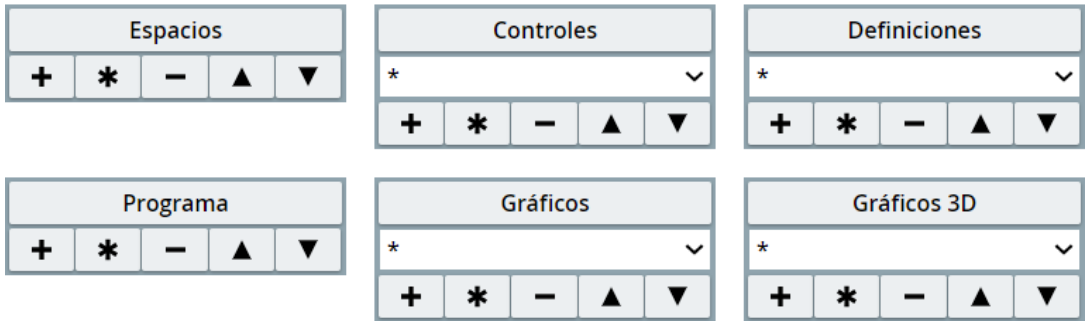 Espacios
+ * − ▲ ▼
Controles
*
+ * − ▲ ▼
Definiciones
*
+ * − ▲ ▼
Programa
+ * − ▲ ▼
Gráficos
*
+ * − ▲ ▼
Gráficos 3D
*
+ * − ▲ ▼